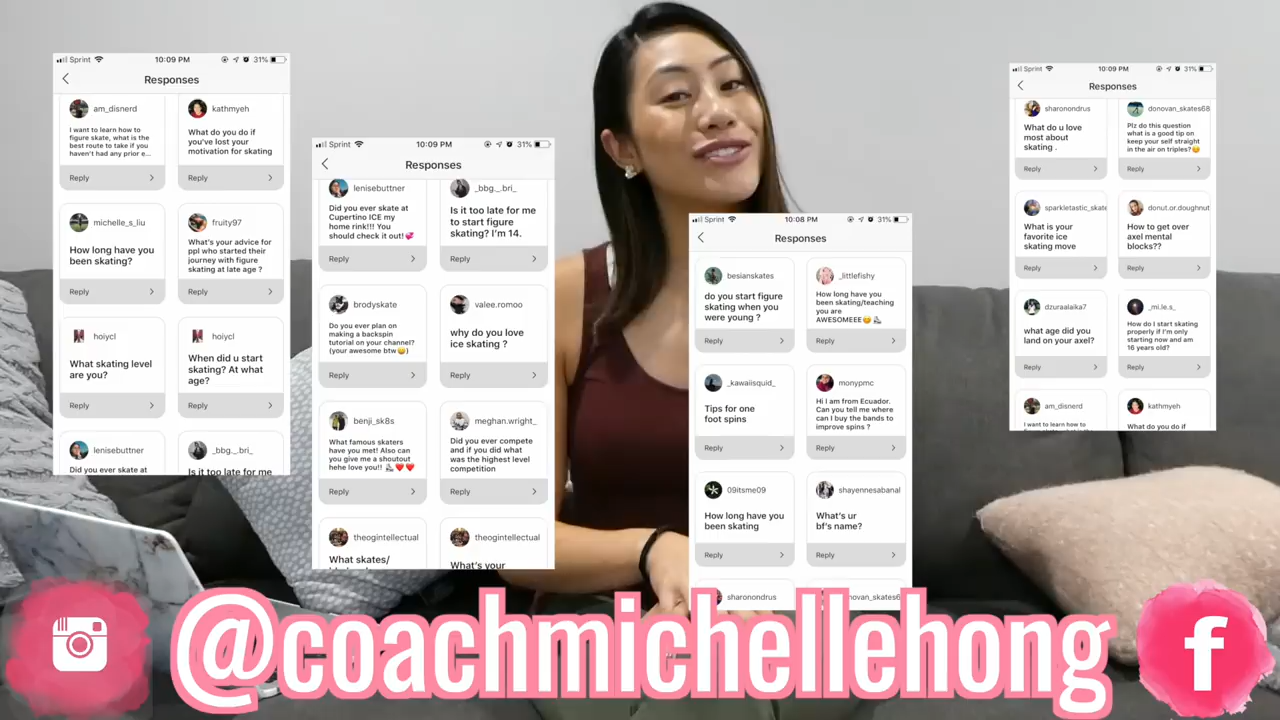 Sprint 10:09 PM 31%
Responses
am_disnerd
I want to learn how to
figure skate, what is the
best route to take if you
haven't had any prior e...
Reply
kathmyeh
What do you do if
you've lost your
motivation for skating
Reply
michelle_s_liu
How long have you
been skating?
Reply
fruity97
What's your advice for
ppl who started their
journey with figure
skating at late age ?
Reply
hoiycl
What skating level
are you?
Reply
hoiycl
When did u start
skating? At what
age?
Reply
lenisebuttner
Did you ever skate at
_bbg._.bri_
Is it too late for me
Sprint 10:09 PM 31%
Responses
lenisebuttner
Did you ever skate at
Cupertino ICE my
home rink!!! You
should check it out!💞
Reply
_bbg._.bri_
Is it too late for me
to start figure
skating? I'm 14.
Reply
brodyskate
Do you ever plan on
making a backspin
tutorial on your channel?
(your awesome btw😄)
Reply
valee.romoo
why do you love
ice skating ?
Reply
benji_sk8s
What famous skaters
have you met! Also can
you give me a shoutout
hehe love you!! ⛸❤️❤️
Reply
meghan.wright_
Did you ever compete
and if you did what
was the highest level
competition
Reply
theogintellectual
What skates/
theogintellectual
What's your
Sprint 10:08 PM 31%
Responses
besianskates
do you start figure
skating when you
were young ?
Reply
_littlefishy
How long have you
been skating/teaching
you are
AWESOMEEE😊⛸
Reply
_kawaiisquid_
Tips for one
foot spins
Reply
monypmc
Hi I am from Ecuador.
Can you tell me where
can I buy the bands to
improve spins ?
Reply
09itsme09
How long have you
been skating
Reply
shayennesabanal
What's ur
bf's name?
Reply
sharonondrus
Sprint 10:09 PM 31%
Responses
sharonondrus
What do u love
most about
skating .
Reply
donovan_skates68
Plz do this question
what is a good tip on
keep your self straight
in the air on triples?😊
Reply
sparkletastic_skate
What is your
favorite ice
skating move
Reply
donut.or.doughnut
How to get over
axel mental
blocks??
Reply
dzuraalaika7
what age did you
land on your axel?
Reply
_mi.le.s_
How do I start skating
properly if I'm only
starting now and am
16 years old?
Reply
am_disnerd
I want to learn how to
kathmyeh
What do you do if
@coachmichellehong
f